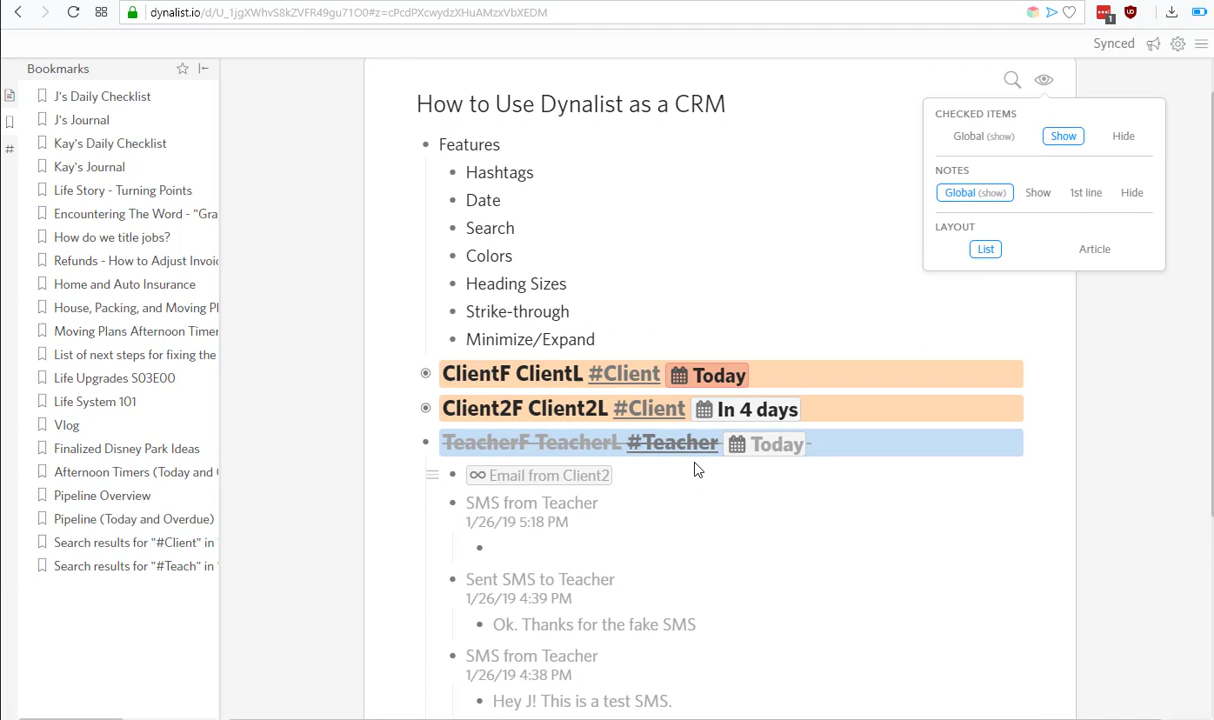 dynalist.io/d/U_1jgXWhvS8kZVFR49gu71O0#z=cPcdPXcwydzXHuAMzxVbXEDM
1
Synced
Bookmarks
J's Daily Checklist
J's Journal
Kay's Daily Checklist
Kay's Journal
Life Story - Turning Points
Encountering The Word - "Gra
How do we title jobs?
Refunds - How to Adjust Invoic
Home and Auto Insurance
House, Packing, and Moving Pl
Moving Plans Afternoon Timer
List of next steps for fixing the
Life Upgrades S03E00
Life System 101
Vlog
Finalized Disney Park Ideas
Afternoon Timers (Today and O
Pipeline Overview
Pipeline (Today and Overdue)
Search results for "#Client" in "
Search results for "#Teach" in "
How to Use Dynalist as a CRM
Features
Hashtags
Date
Search
Colors
Heading Sizes
Strike-through
Minimize/Expand
ClientF ClientL #Client Today
Client2F Client2L #Client In 4 days
TeacherF TeacherL #Teacher Today
Email from Client2
SMS from Teacher
1/26/19 5:18 PM
Sent SMS to Teacher
1/26/19 4:39 PM
Ok. Thanks for the fake SMS
SMS from Teacher
1/26/19 4:38 PM
Hey J! This is a test SMS.
CHECKED ITEMS
Global (show) Show Hide
NOTES
Global (show) Show 1st line Hide
LAYOUT
List Article